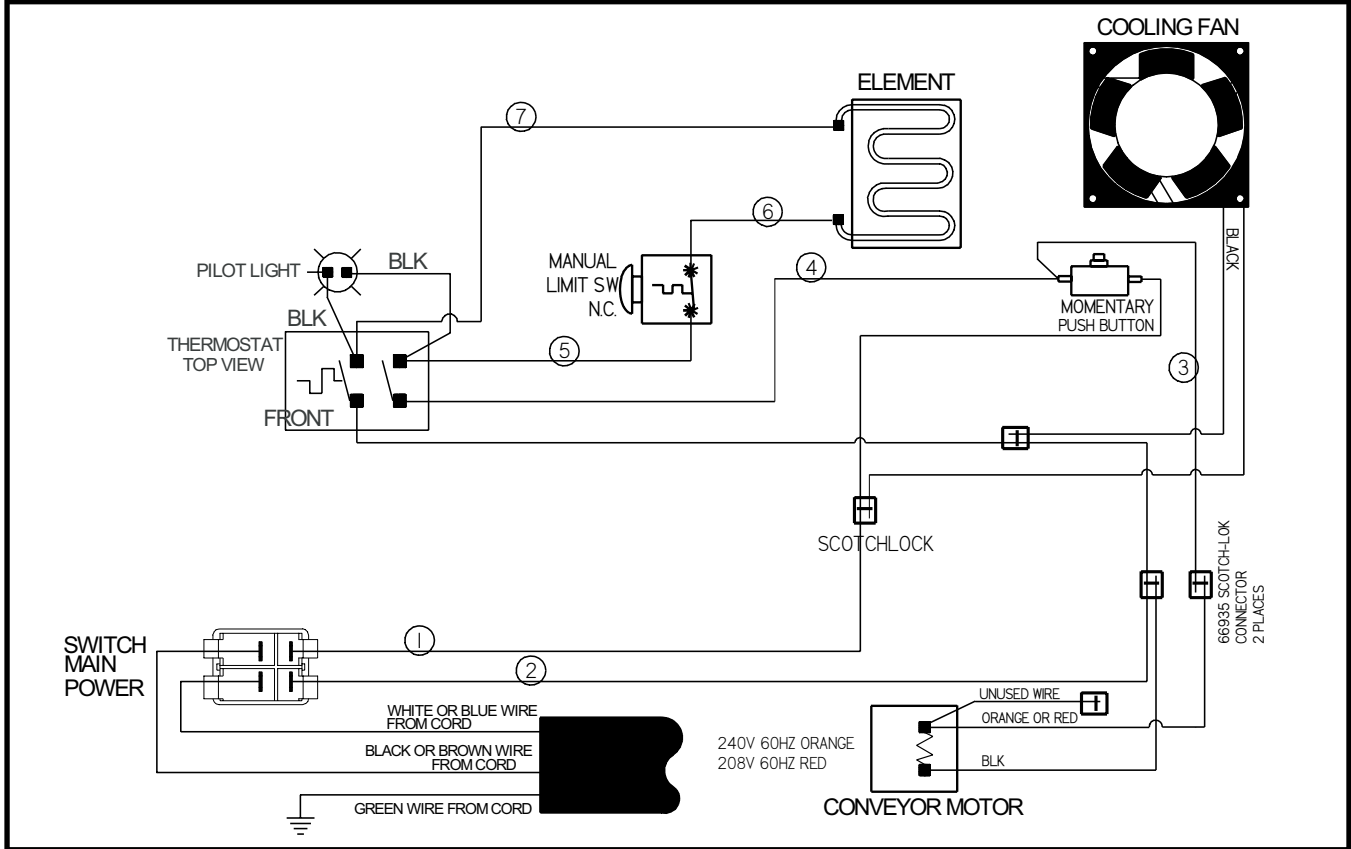 COOLING FAN
ELEMENT
7
6
BLACK
PILOT LIGHT
BLK
MANUAL
LIMIT SW
N.C.
4
MOMENTARY
PUSH BUTTON
BLK
THERMOSTAT
TOP VIEW
5
3
FRONT
SCOTCHLOCK
66935 SCOTCH-LOK
CONNECTOR
2 PLACES
SWITCH
MAIN
POWER
1
2
WHITE OR BLUE WIRE
FROM CORD
BLACK OR BROWN WIRE
FROM CORD
GREEN WIRE FROM CORD
240V 60HZ ORANGE
208V 60HZ RED
UNUSED WIRE
ORANGE OR RED
BLK
CONVEYOR MOTOR